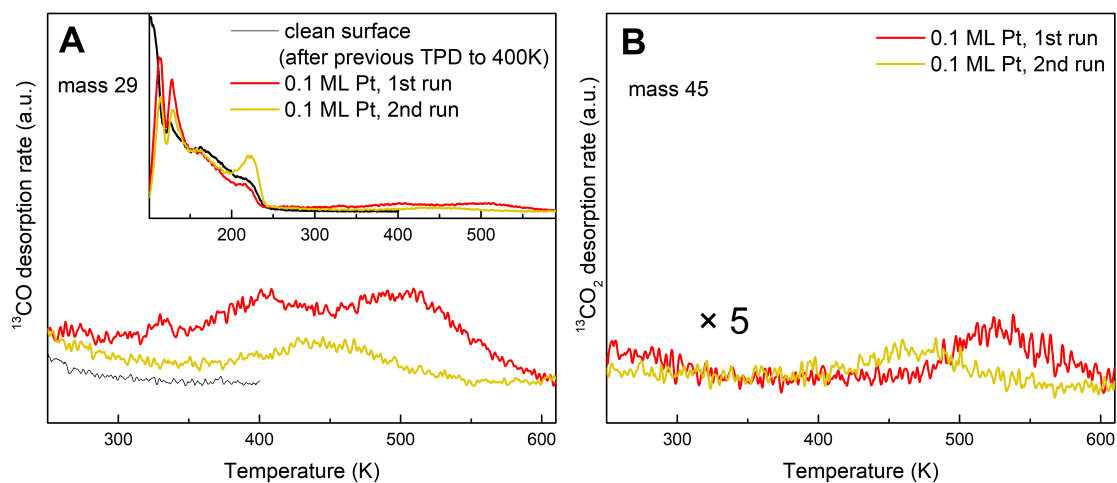 A
mass 29
clean surface
(after previous TPD to 400K)
0.1 ML Pt, 1st run
0.1 ML Pt, 2nd run
200 300 400 500
¹³CO desorption rate (a.u.)
300 400 500 600
Temperature (K)
B
mass 45
0.1 ML Pt, 1st run
0.1 ML Pt, 2nd run
× 5
¹³CO₂ desorption rate (a.u.)
300 400 500 600
Temperature (K)